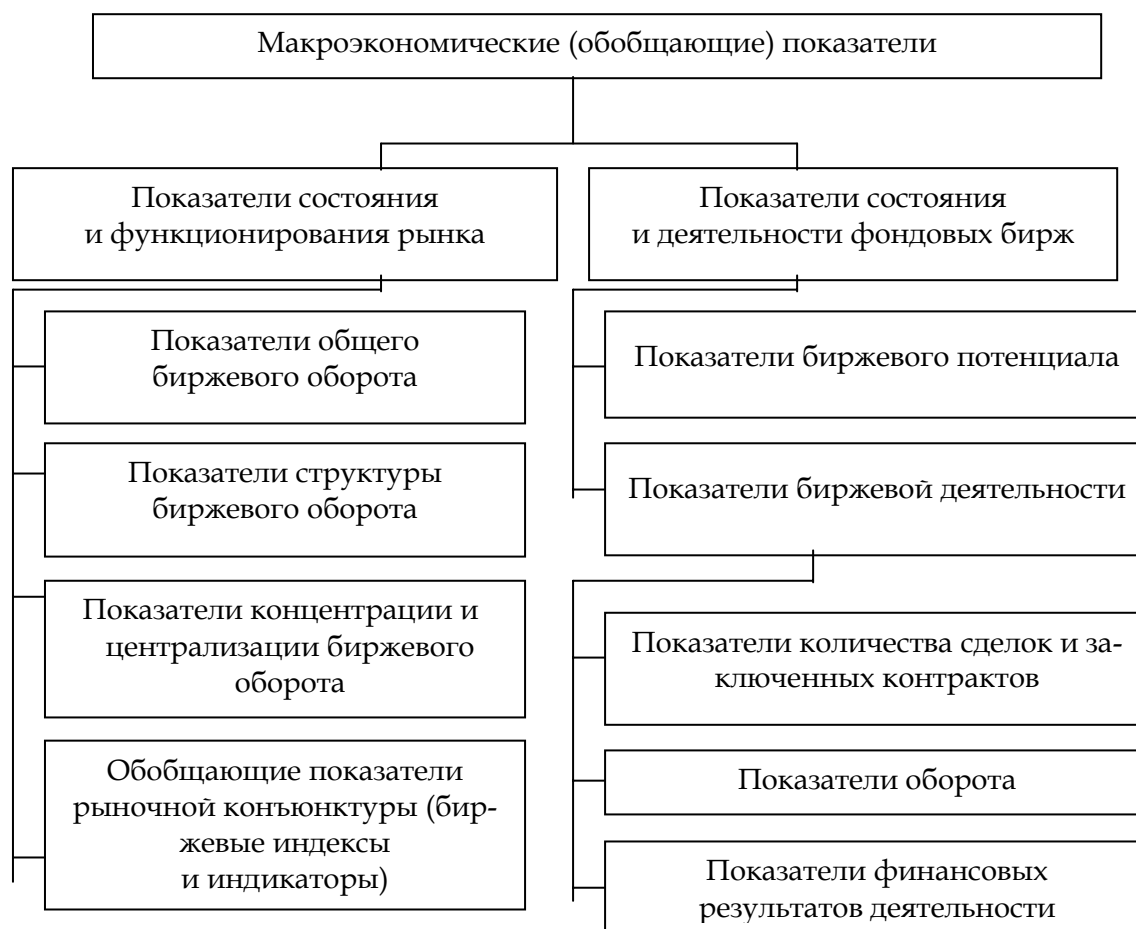 Макроэкономические (обобщающие) показатели
Показатели состояния
и функционирования рынка
Показатели общего
биржевого оборота
Показатели структуры
биржевого оборота
Показатели концентрации и
централизации биржевого
оборота
Обобщающие показатели
рыночной конъюнктуры (бир-
жевые индексы
и индикаторы)
Показатели состояния
и деятельности фондовых бирж
Показатели биржевого потенциала
Показатели биржевой деятельности
Показатели количества сделок и за-
ключенных контрактов
Показатели оборота
Показатели финансовых
результатов деятельности